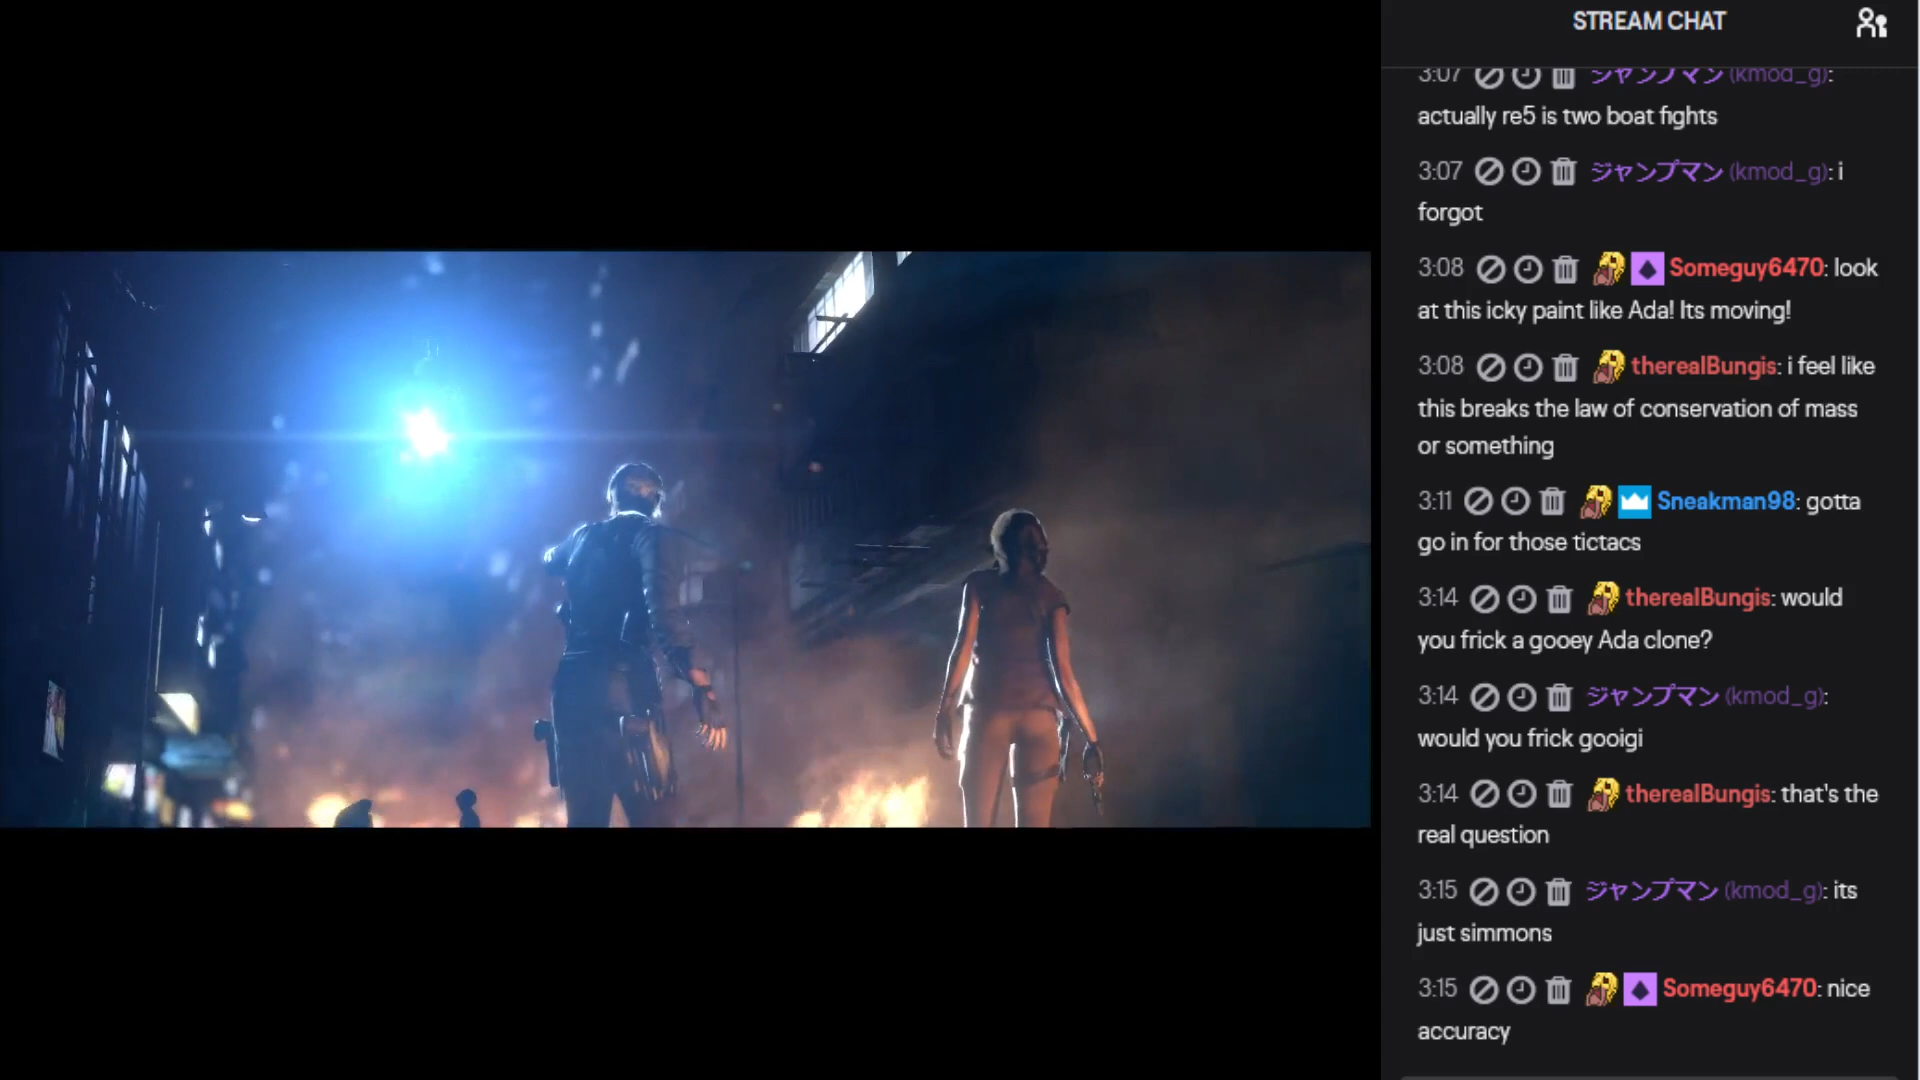 STREAM CHAT
3:07 ジャンプマン (kmod_g):
actually re5 is two boat fights
3:07 ジャンプマン (kmod_g): i
forgot
3:08 Someguy6470: look
at this icky paint like Ada! Its moving!
3:08 therealBungis: i feel like
this breaks the law of conservation of mass
or something
3:11 Sneakman98: gotta
go in for those tictacs
3:14 therealBungis: would
you frick a gooey Ada clone?
3:14 ジャンプマン (kmod_g):
would you frick gooigi
3:14 therealBungis: that's the
real question
3:15 ジャンプマン (kmod_g): its
just simmons
3:15 Someguy6470: nice
accuracy